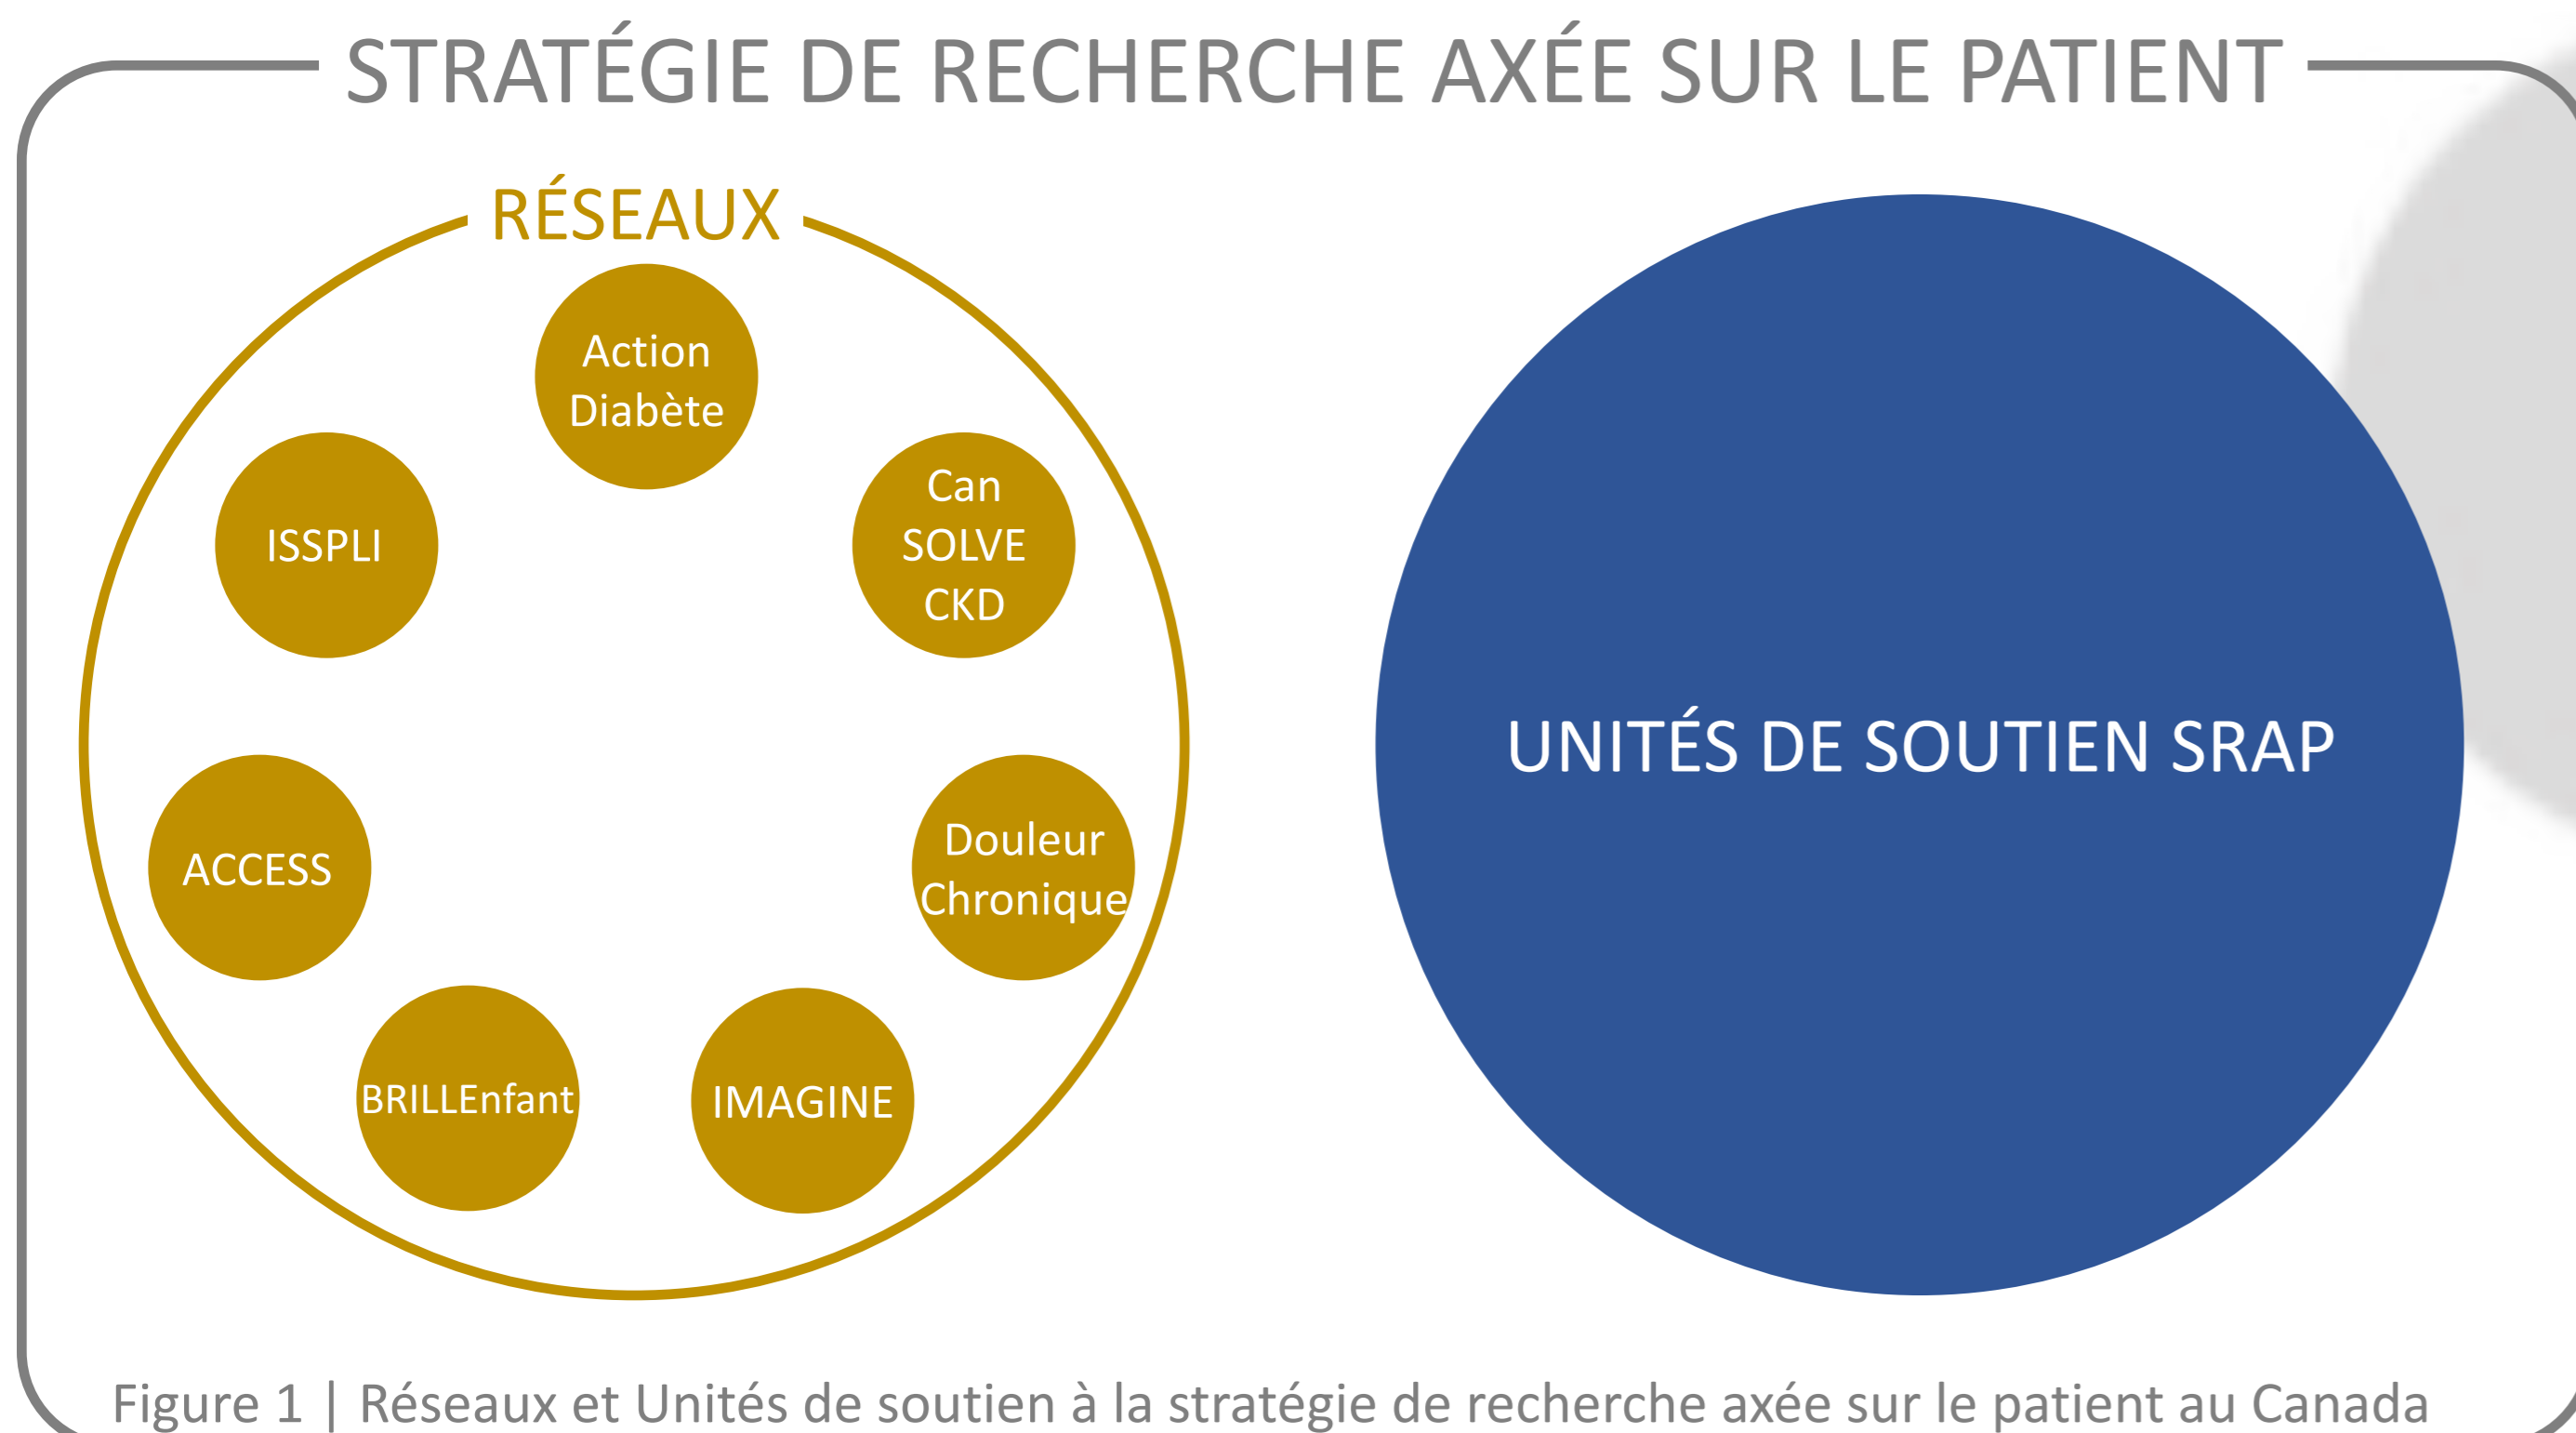 STRATÉGIE DE RECHERCHE AXÉE SUR LE PATIENT
RÉSEAUX
Action
Diabète
Can
SOLVE
CKD
ISSPLI
Douleur
Chronique
ACCESS
BRILLEnfant
IMAGINE
UNITÉS DE SOUTIEN SRAP
Figure 1 | Réseaux et Unités de soutien à la stratégie de recherche axée sur le patient au Canada